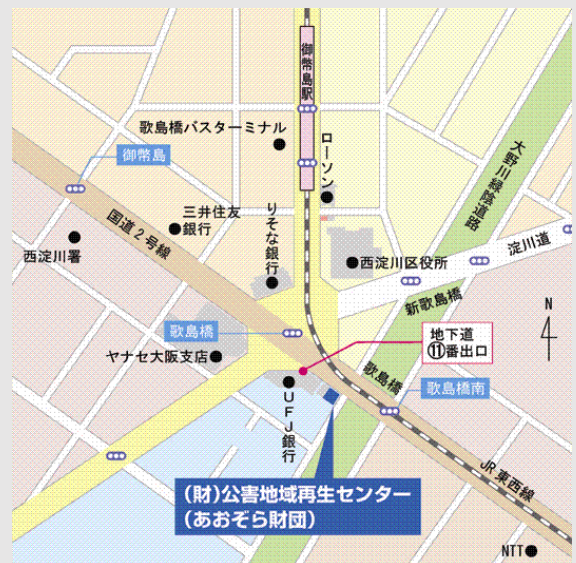 御幣島駅
歌島橋バスターミナル
ローソン
御幣島
大野川緑陰道路
国道2号線
三井住友
銀行
りそな銀行
西淀川署
西淀川区役所
淀川道
新歌島橋
N
4
歌島橋
地下道
⑪番出口
ヤナセ大阪支店
歌島橋
歌島橋南
UFJ銀行
JR東西線
(財)公害地域再生センター
(あおぞら財団)
NTT